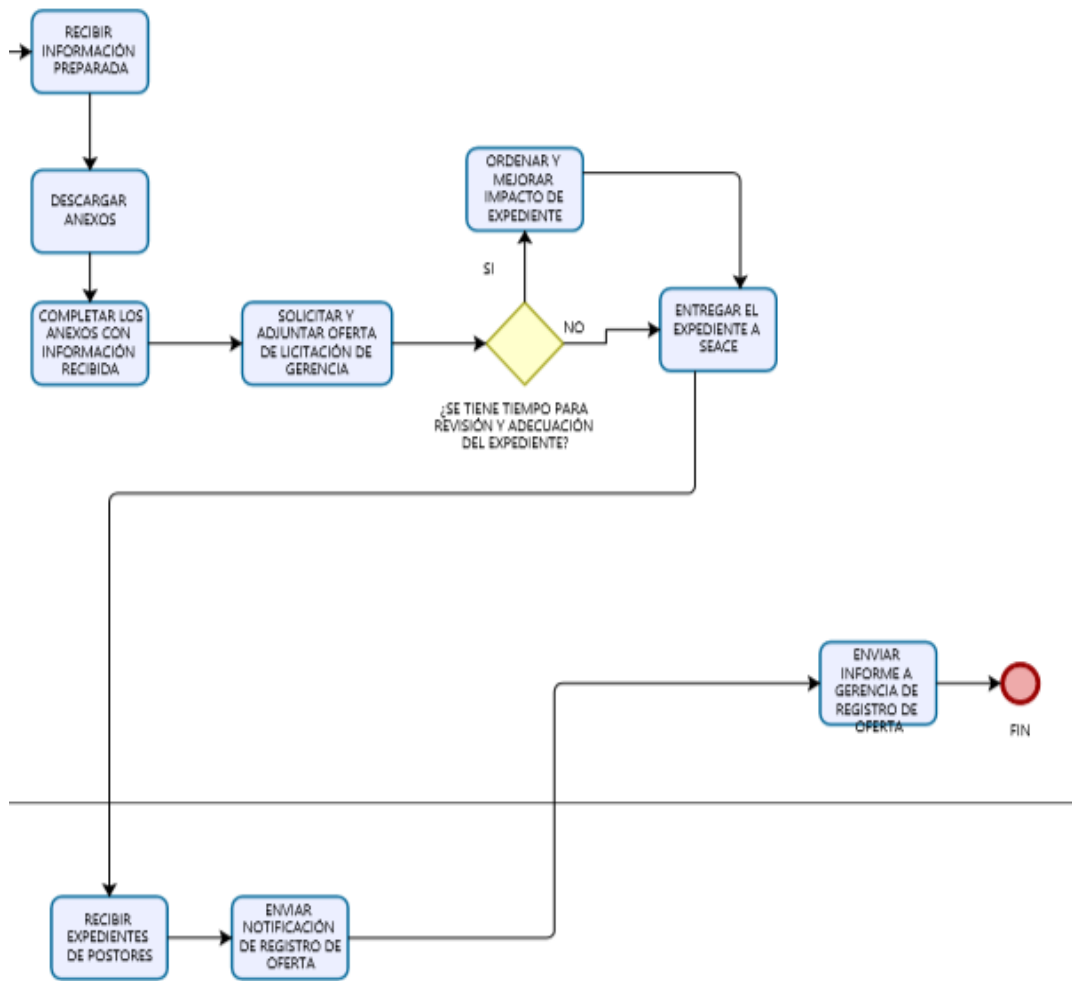 RECIBIR
INFORMACIÓN
PREPARADA
DESCARGAR
ANEXOS
COMPLETAR LOS
ANEXOS CON
INFORMACIÓN
RECIBIDA
SOLICITAR Y
ADJUNTAR OFERTA
DE LICITACIÓN DE
GERENCIA
ORDENAR Y
MEJORAR
IMPACTO DE
EXPEDIENTE
SI
NO
¿SE TIENE TIEMPO PARA
REVISIÓN Y ADECUACIÓN
DEL EXPEDIENTE?
ENTREGAR EL
EXPEDIENTE A
SEACE
ENVIAR
INFORME A
GERENCIA DE
REGISTRO DE
OFERTA
FIN
RECIBIR
EXPEDIENTES
DE POSTORES
ENVIAR
NOTIFICACIÓN
DE REGISTRO DE
OFERTA